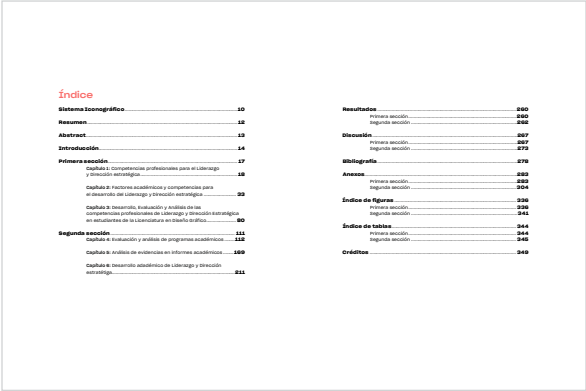 Índice
Sistema Iconográfico 10
Resumen 12
Abstract 13
Introducción 14
Primera sección 17
Capítulo 1: Competencias profesionales para el Liderazgo
y Dirección estratégica 18
Capítulo 2: Factores académicos y competencias para
el desarrollo del Liderazgo y Dirección estratégica 33
Capítulo 3: Desarrollo, Evaluación y Análisis de las
competencias profesionales de Liderazgo y Dirección Estratégica
en estudiantes de la Licenciatura en Diseño Gráfico 80
Segunda sección 111
Capítulo 4: Evaluación y análisis de programas académicos 112
Capítulo 5: Análisis de evidencias en informes académicos 169
Capítulo 6: Desarrollo adadémico de Liderazgo y Dirección
estratétiga 211
Resultados 260
Primera sección 260
Segunda sección 262
Discusión 267
Primera sección 267
Segunda sección 273
Bibliografía 278
Anexos 283
Primera sección 283
Segunda sección 304
Índice de figuras 336
Primera sección 336
Segunda sección 341
Índice de tablas 344
Primera sección 344
Segunda sección 345
Créditos 349